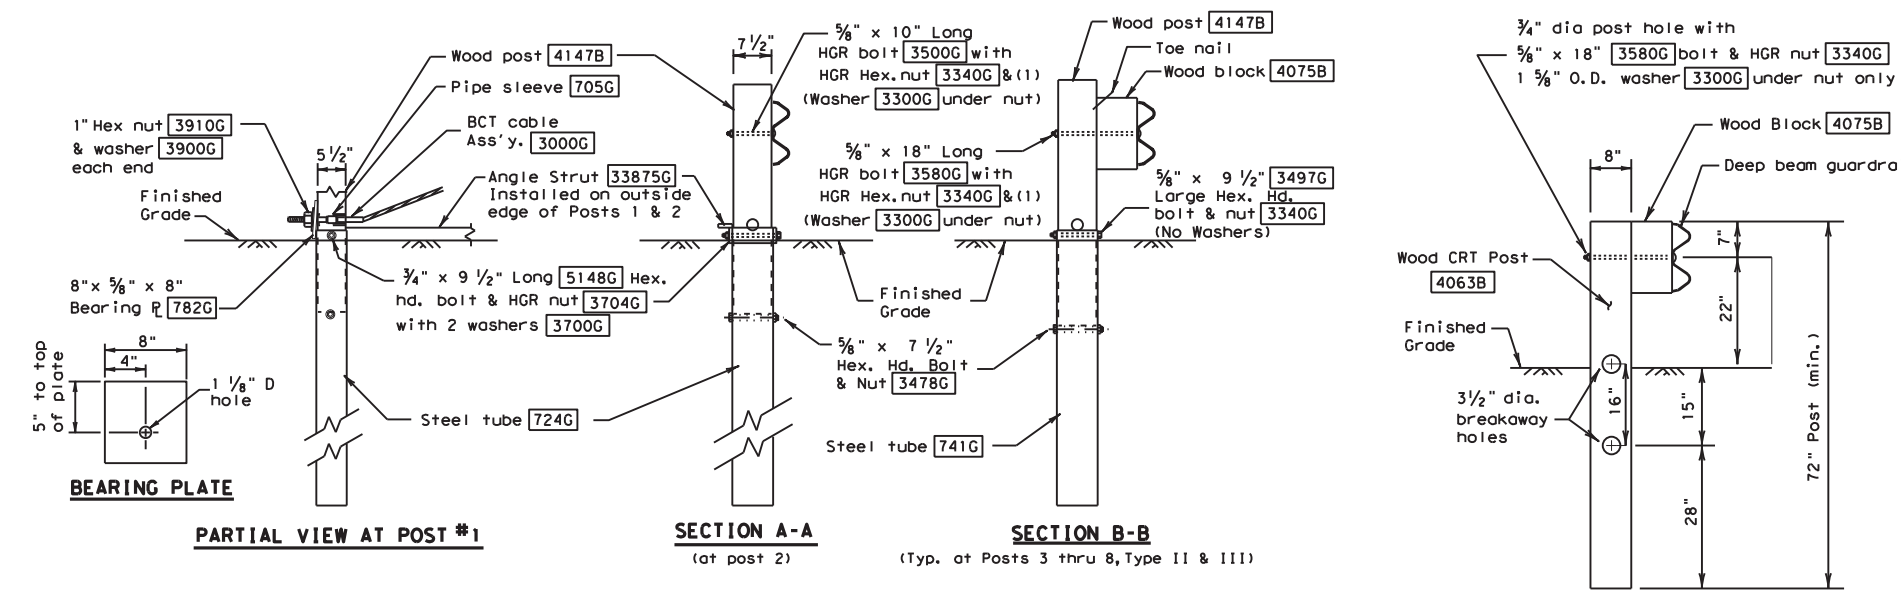 Wood post 4147B
Pipe sleeve 705G
1" Hex nut 3910G
& washer 3900G
each end
BCT cable
Ass'y. 3000G
5 1/2"
Finished
Grade
Angle Strut 33875G
Installed on outside
edge of Posts 1 & 2
8"x 5/8" x 8"
Bearing PL 782G
3/4" x 9 1/2" Long 5148G Hex.
hd. bolt & HGR nut 3704G
with 2 washers 3700G
8"
4"
5" to top
of plate
1 1/8" D
hole
Steel tube 724G
BEARING PLATE
PARTIAL VIEW AT POST #1
7 1/2"
5/8" x 10" Long
HGR bolt 3500G with
HGR Hex.nut 3340G &(1)
(Washer 3300G under nut)
5/8" x 18" Long
HGR bolt 3580G with
HGR Hex.nut 3340G &(1)
(Washer 3300G under nut)
Finished
Grade
5/8" x 7 1/2"
Hex. Hd. Bolt
& Nut 3478G
Steel tube 741G
SECTION A-A
(at post 2)
Wood post 4147B
Toe nail
Wood block 4075B
5/8" x 9 1/2" 3497G
Large Hex. Hd.
bolt & nut 3340G
(No Washers)
SECTION B-B
(Typ. at Posts 3 thru 8, Type II & III)
3/4" dia post hole with
5/8" x 18" 3580G bolt & HGR nut 3340G
1 5/8" O.D. washer 3300G under nut only
Wood Block 4075B
8"
Deep beam guardra
Wood CRT Post
4063B
7"
22"
Finished
Grade
3 1/2" dia.
breakaway
holes
16"
15"
28"
72" Post (min.)